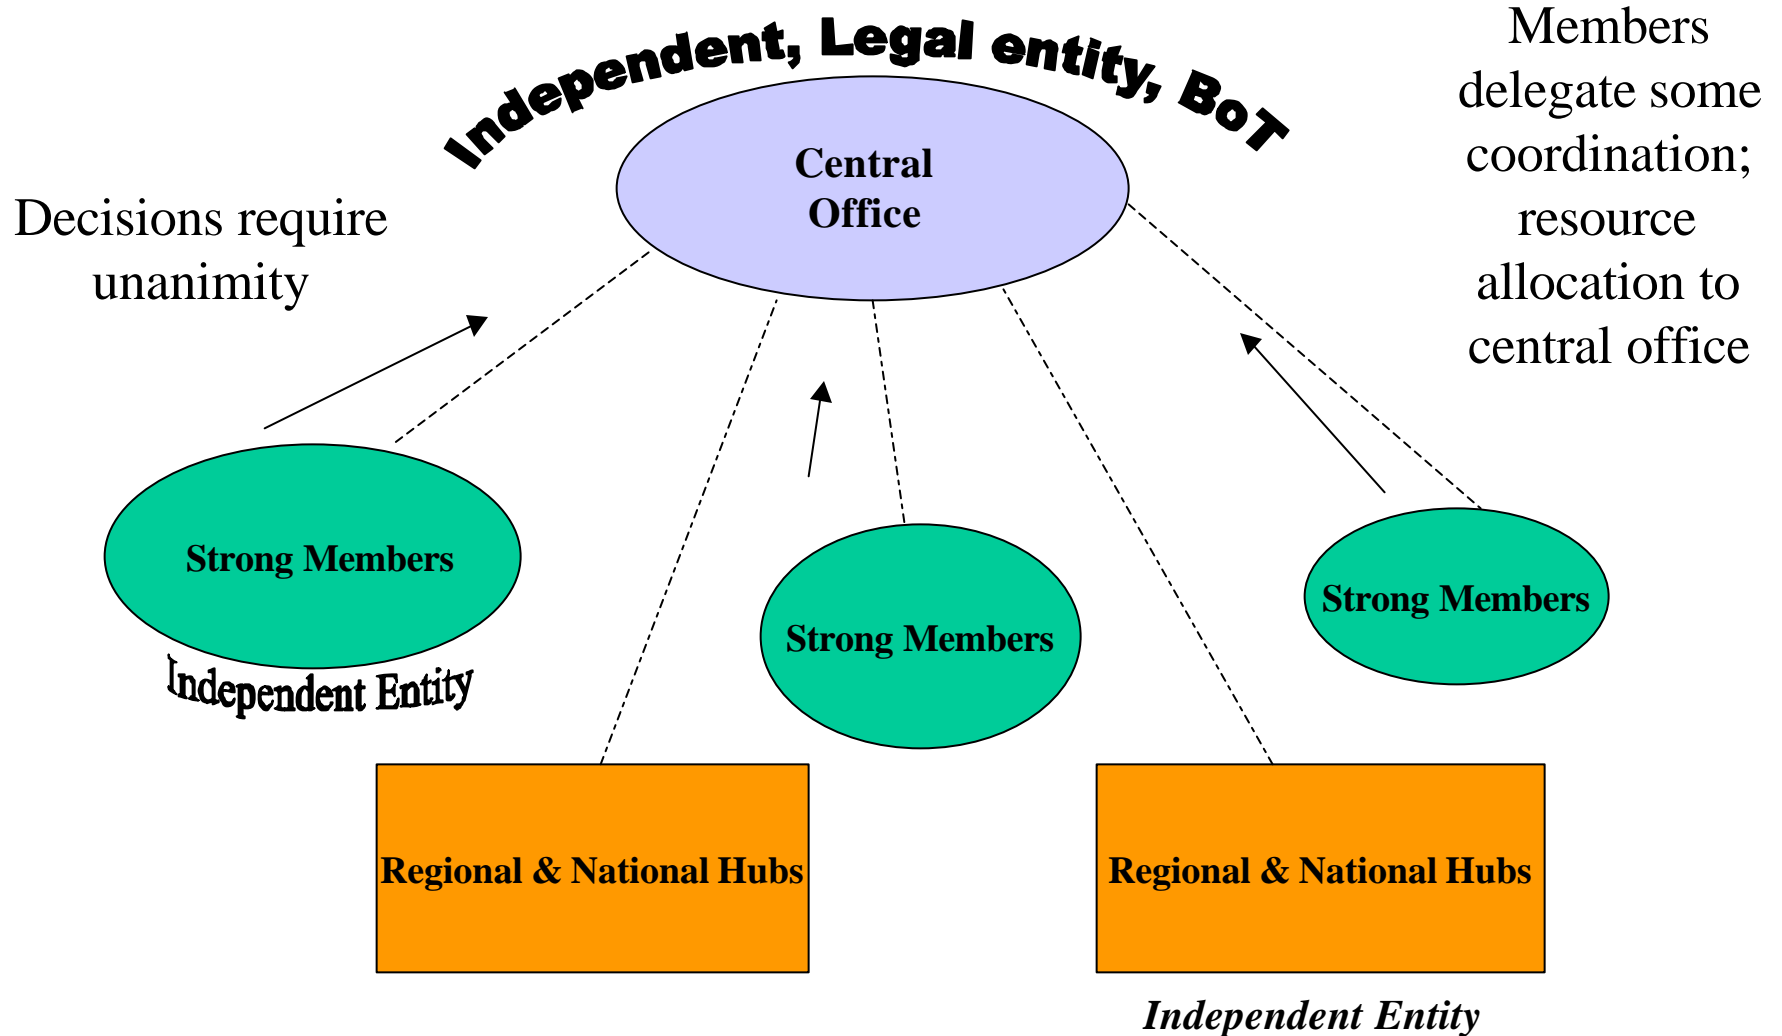 Independent, Legal entity, BoT
Members
delegate some
coordination;
resource
allocation to
central office
Central
Office
Decisions require
unanimity
Strong Members
Independent Entity
Strong Members
Strong Members
Regional & National Hubs
Regional & National Hubs
Independent Entity